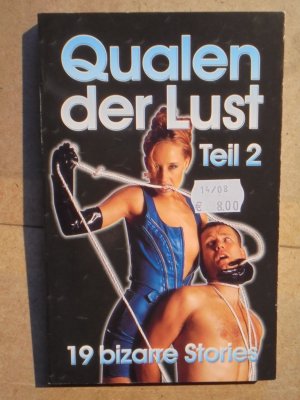 Qualen
der Lust
Teil 2
14/08
€ 8.00
19 bizarre Stories